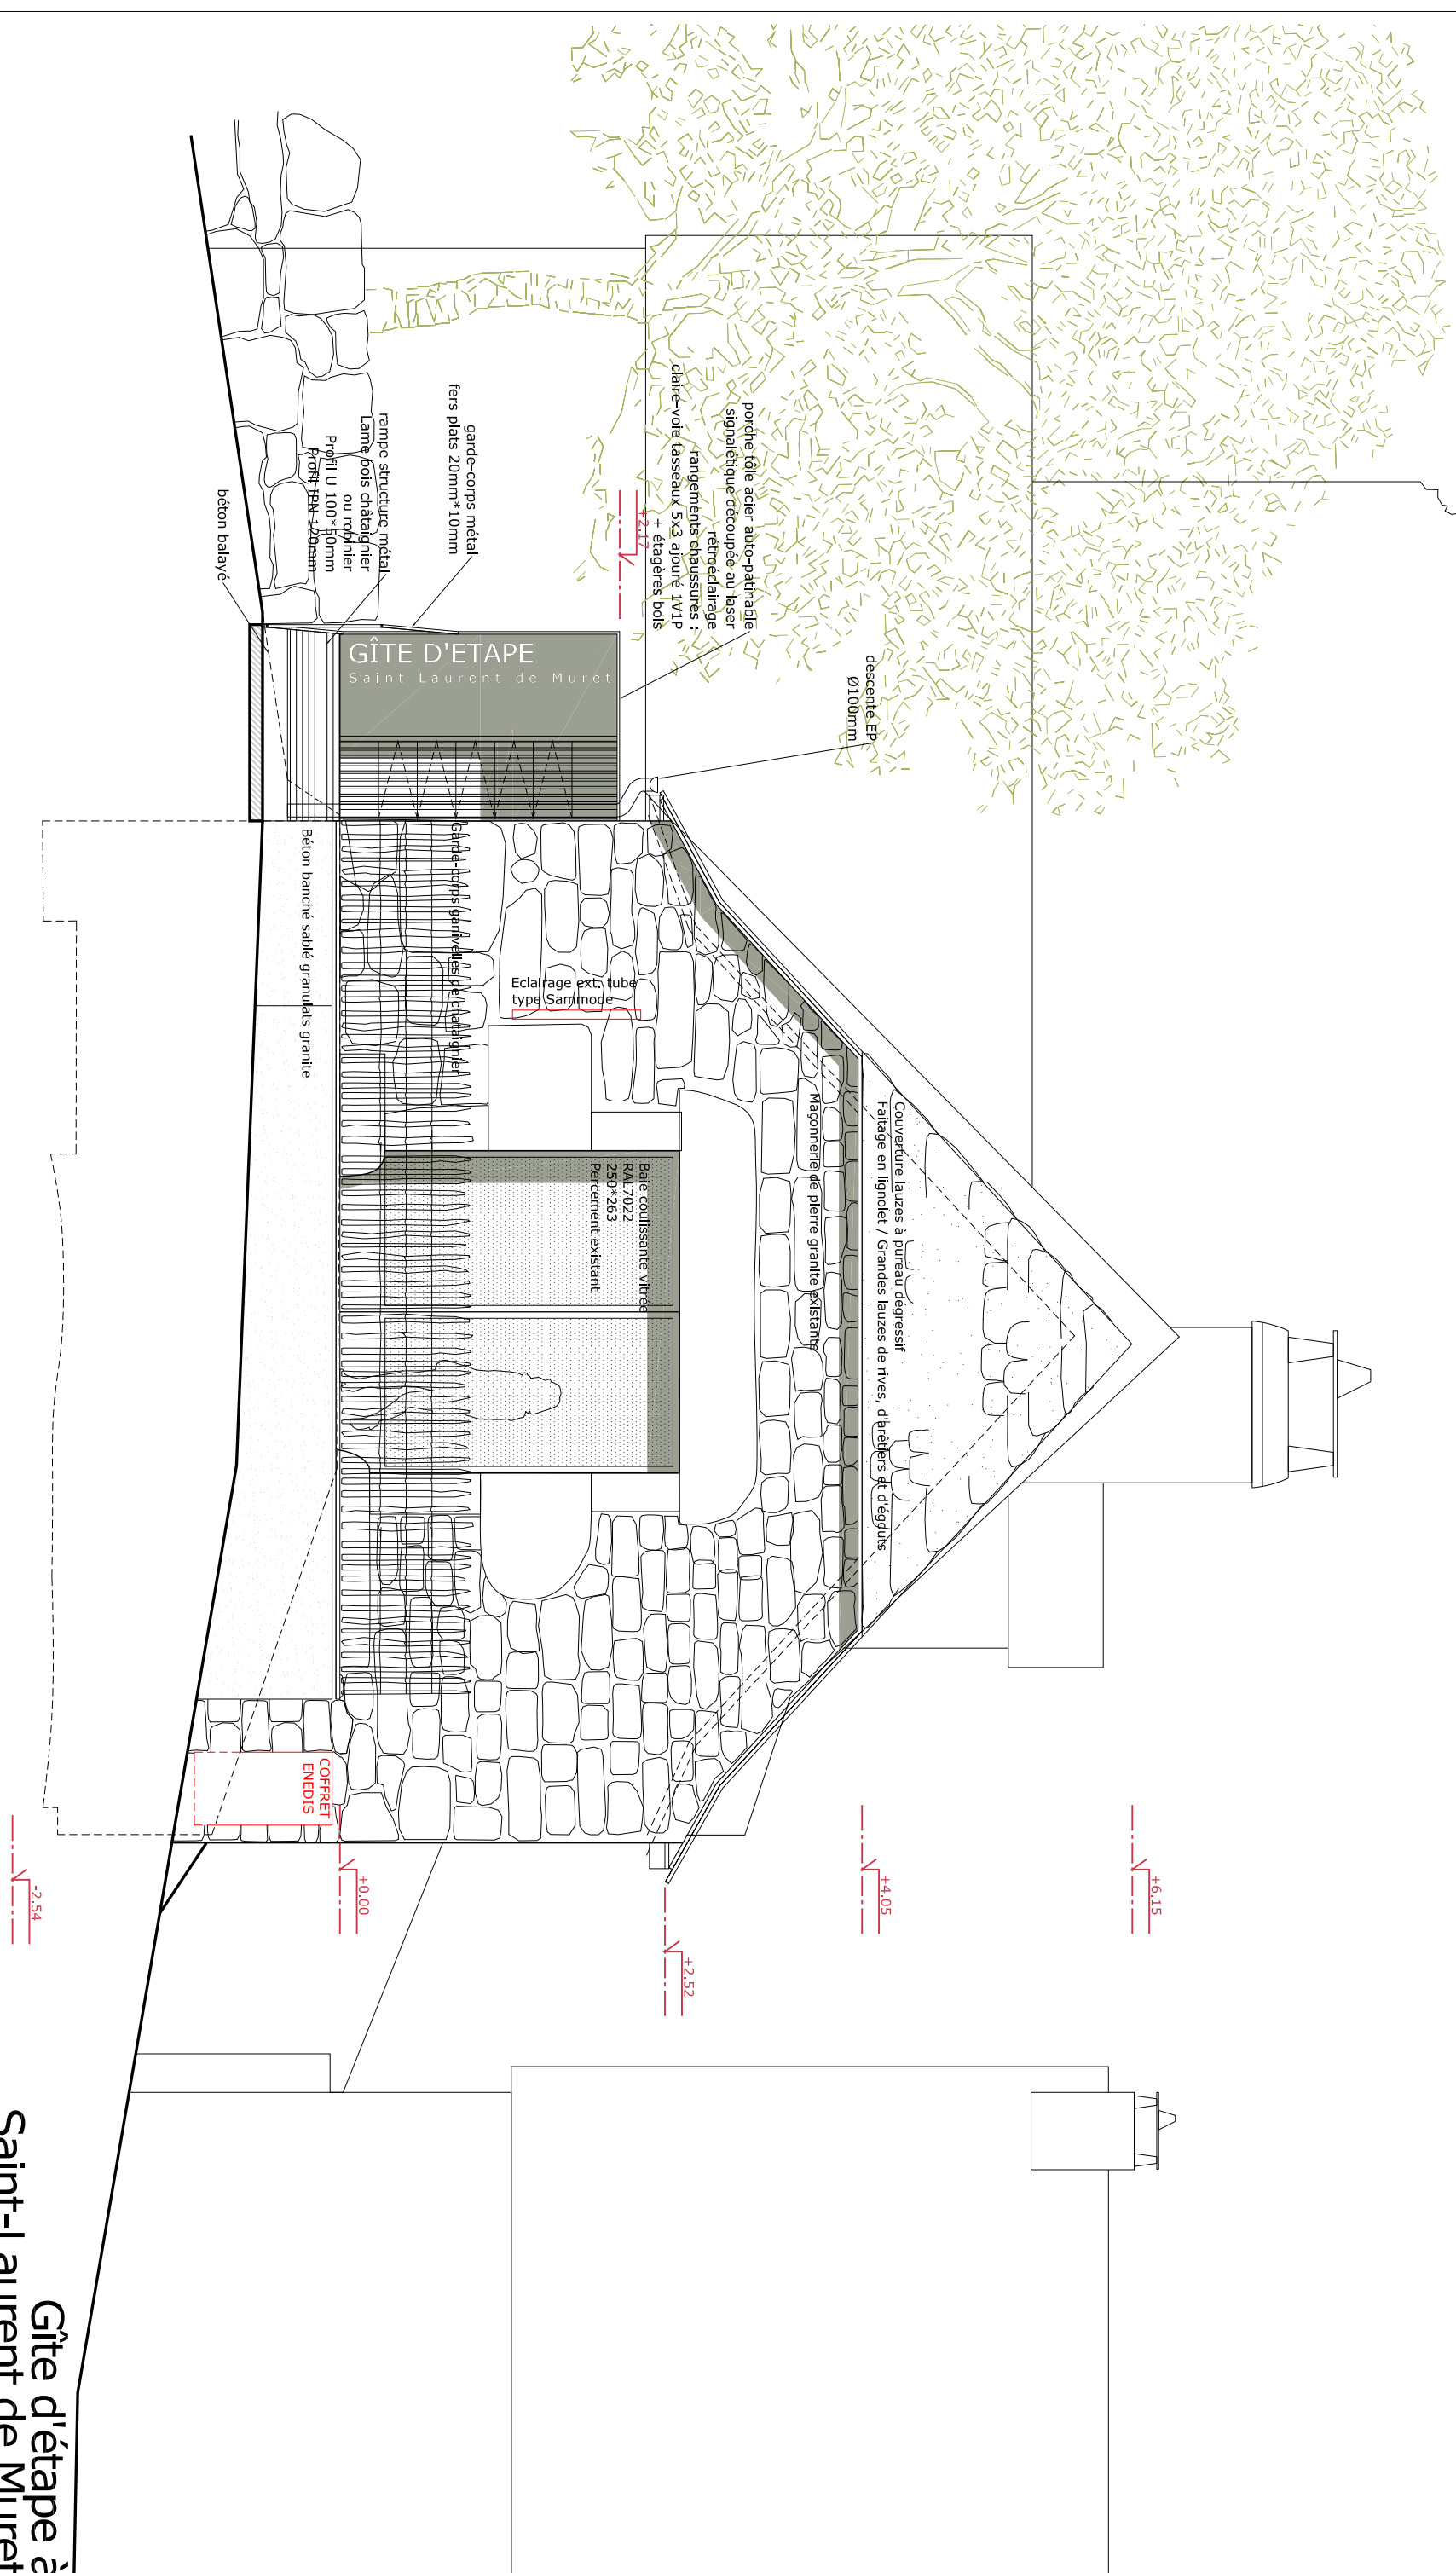 descente EP
Ø100mm
porche tôle acier auto-patinable
signalétique découpée au laser
rétroéclairage
rangements chaussures :
claire-voie tasseaux 5x3 ajouré 1V1P
+ étagères bois
+2,17
garde-corps métal
fers plats 20mm*10mm
rampe structure métal
Lame bois châtaignier
ou robinier
Profil U 100*50mm
Profil IPN 120mm
béton balayé
GÎTE D'ETAPE
Saint Laurent de Muret
Couverture lauzes à pureau dégressif
Faitage en lignolet / Grandes lauzes de rives, d'arêtiers et d'égouts
Maçonnerie de pierre granite existante
Eclairage ext. tube
type Sammode
Baie coulissante vitrée
RAL7022
250*263
Percement existant
Garde-corps ganivelles de chataignier
Béton banché sablé granulats granite
COFFRET
ENEDIS
+6,15
+4,05
+2,52
+0,00
-2,54
Gîte d'étape à
Saint-Laurent de Muret